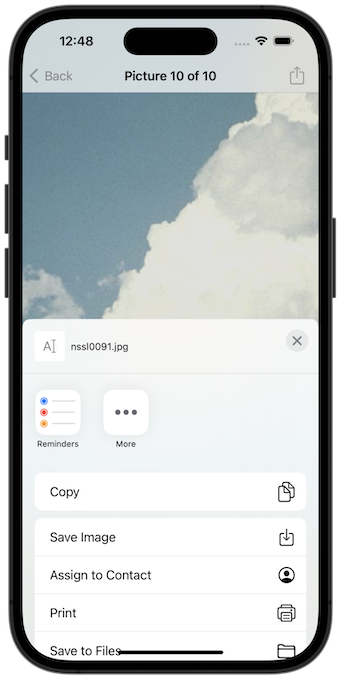 12:48
Back
Picture 10 of 10
A
nssl0091.jpg
Reminders
More
Copy
Save Image
Assign to Contact
Print
Save to Files